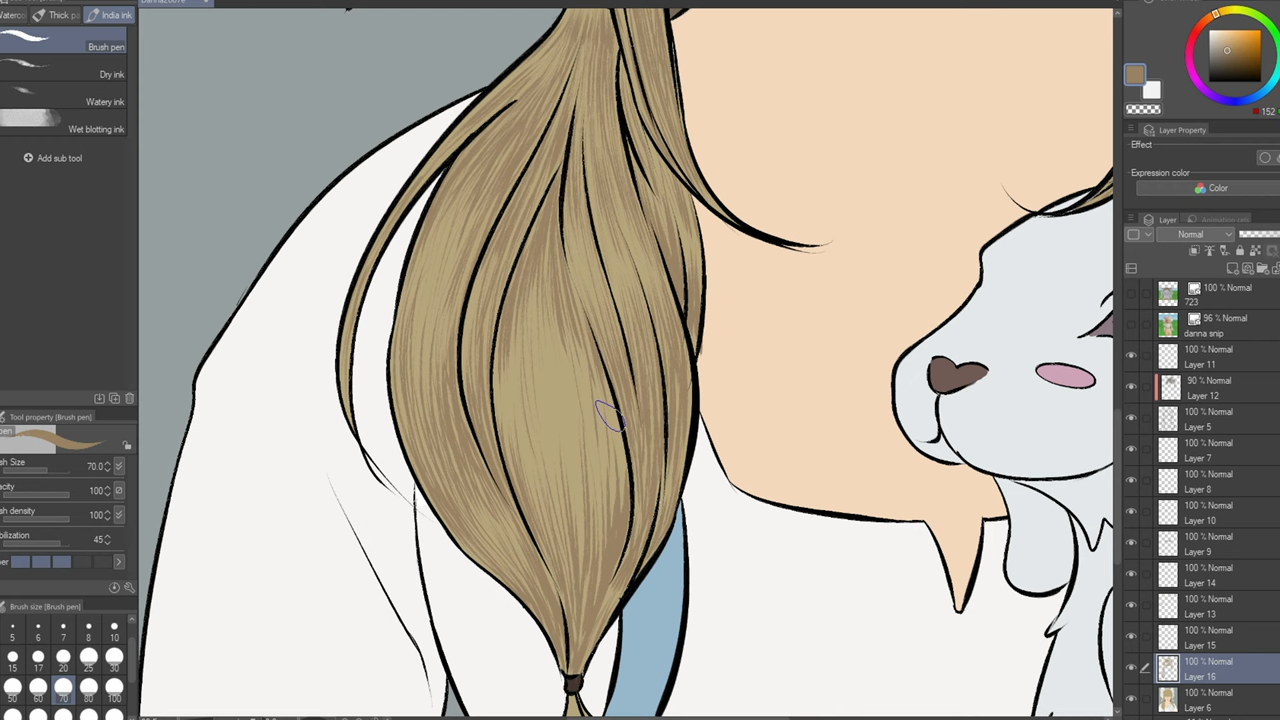 Thick pa
India ink
Brush pen
Dry ink
Watery ink
Wet blotting ink
Add sub tool
Tool property [Brush pen]
70.0
100
100
45
Brush size [Brush pen]
5 6 7 8 10
15 17 20 25 30
50 60 70 80 100
152
Layer Property
Effect
Expression color
Color
Layer
Normal
100 % Normal
723
96 % Normal
danna snip
100 % Normal
Layer 11
90 % Normal
Layer 12
100 % Normal
Layer 5
100 % Normal
Layer 7
100 % Normal
Layer 8
100 % Normal
Layer 10
100 % Normal
Layer 9
100 % Normal
Layer 14
100 % Normal
Layer 13
100 % Normal
Layer 15
100 % Normal
Layer 16
100 % Normal
Layer 6